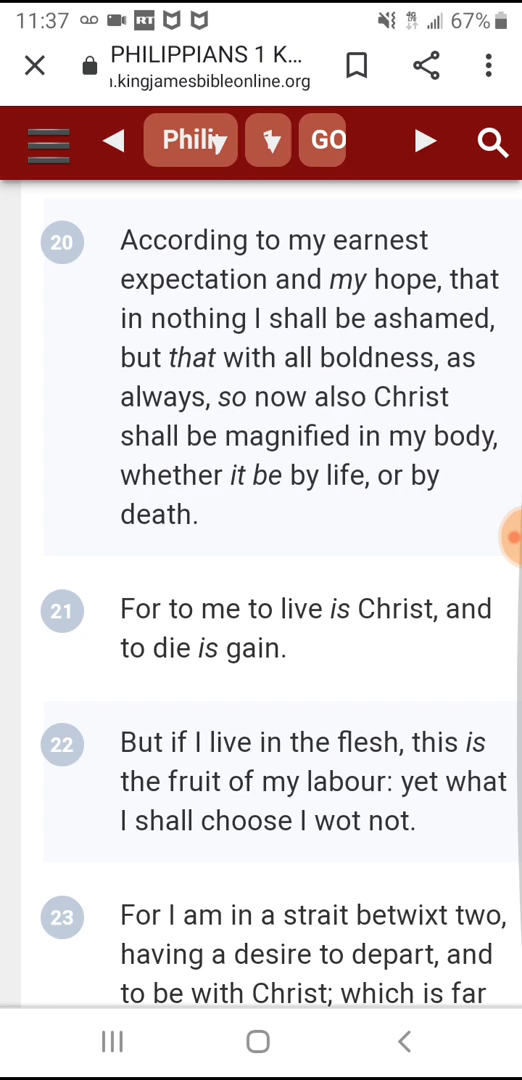 11:37 RT 4G 67%
PHILIPPIANS 1 K...
.kingjamesbibleonline.org
Phili 1 GO
20 According to my earnest
expectation and my hope, that
in nothing I shall be ashamed,
but that with all boldness, as
always, so now also Christ
shall be magnified in my body,
whether it be by life, or by
death.
21 For to me to live is Christ, and
to die is gain.
22 But if I live in the flesh, this is
the fruit of my labour: yet what
I shall choose I wot not.
23 For I am in a strait betwixt two,
having a desire to depart, and
to be with Christ; which is far